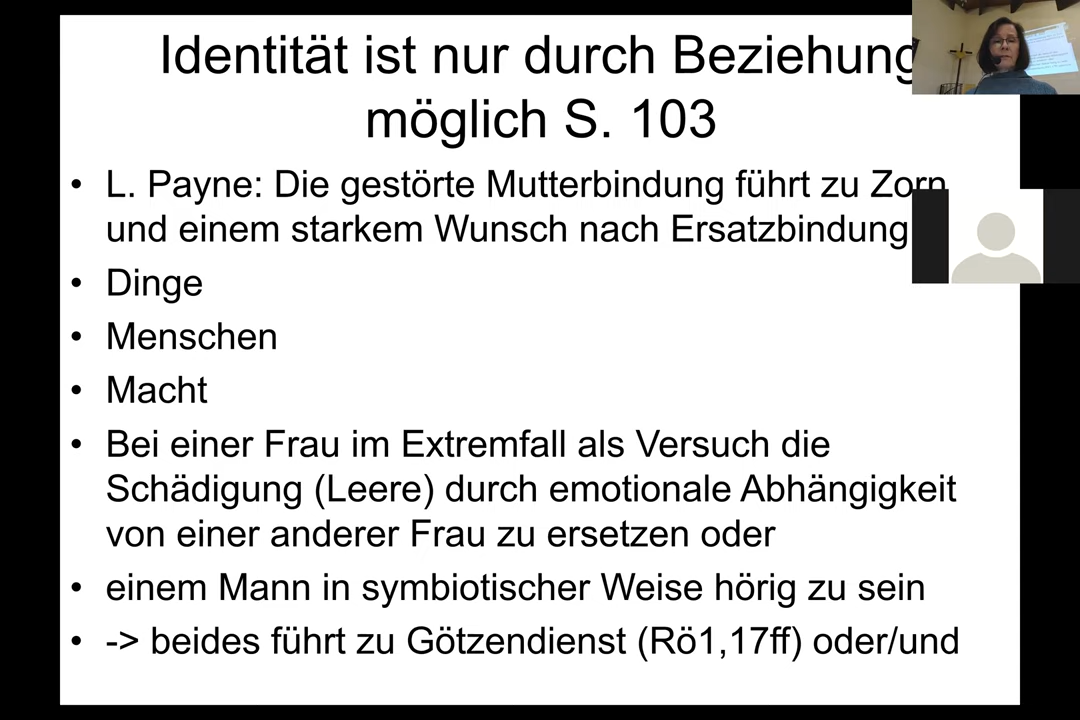 Identität ist nur durch Beziehung
möglich S. 103
• L. Payne: Die gestörte Mutterbindung führt zu Zorn
und einem starkem Wunsch nach Ersatzbindung
• Dinge
• Menschen
• Macht
• Bei einer Frau im Extremfall als Versuch die
Schädigung (Leere) durch emotionale Abhängigkeit
von einer anderer Frau zu ersetzen oder
• einem Mann in symbiotischer Weise hörig zu sein
• -> beides führt zu Götzendienst (Rö1,17ff) oder/und